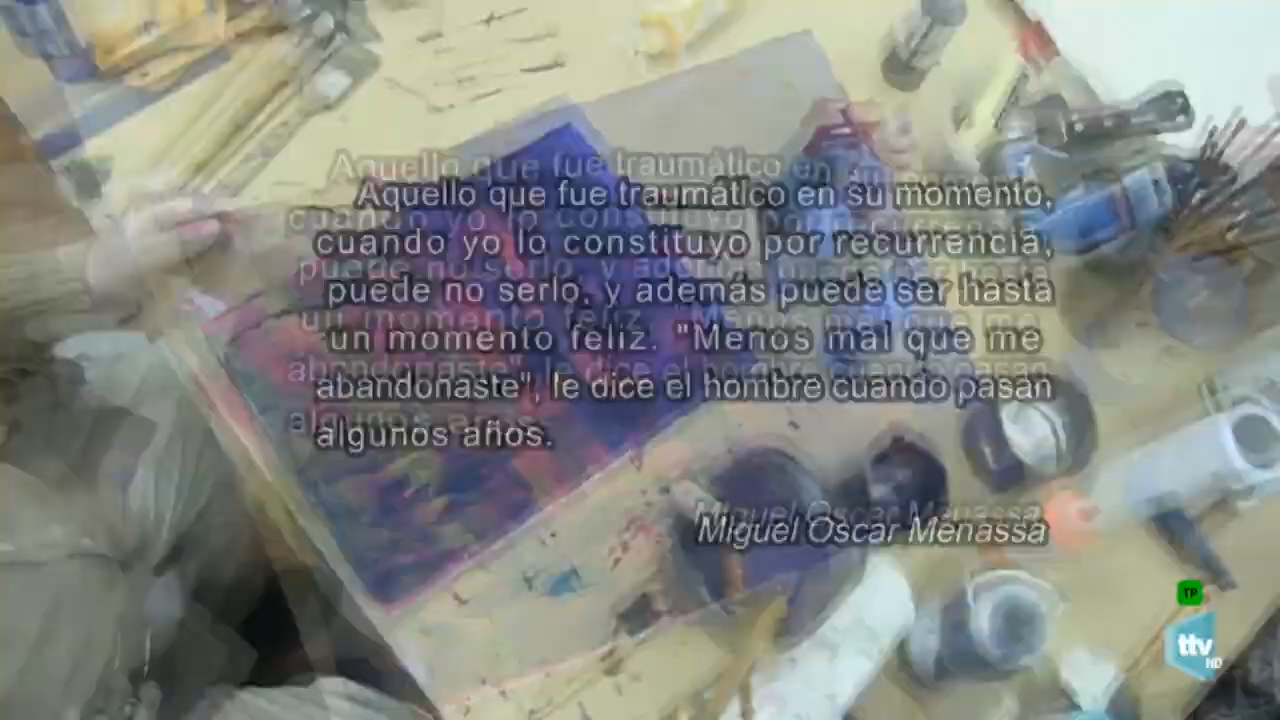 Aquello que fue traumático en su momento,
cuando yo lo constituyo por recurrencia,
puede no serlo, y además puede ser hasta
un momento feliz. "Menos mal que me
abandonaste", le dice el hombre cuando pasan
algunos años.
Miguel Oscar Menassa
TP
ttv
HD